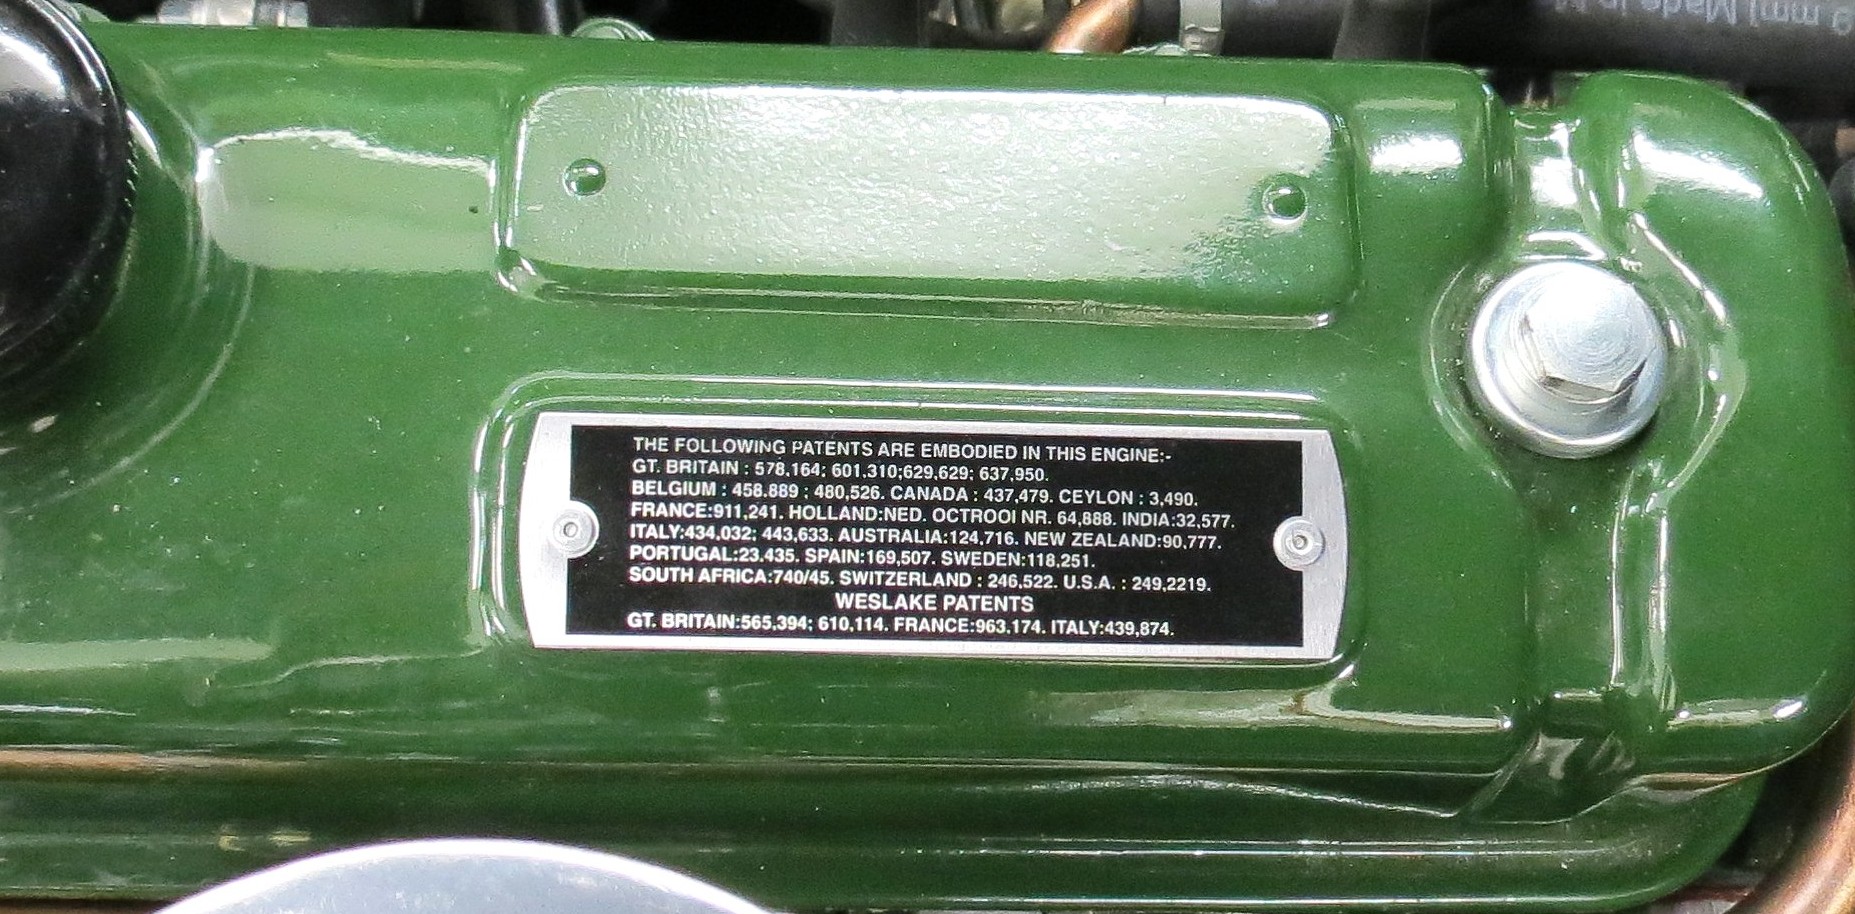 9 mm] Made in
THE FOLLOWING PATENTS ARE EMBODIED IN THIS ENGINE:-
GT. BRITAIN : 578,164; 601,310;629,629; 637,950.
BELGIUM : 458.889 ; 480,526. CANADA : 437,479. CEYLON : 3,490.
FRANCE:911,241. HOLLAND:NED. OCTROOI NR. 64,888. INDIA:32,577.
ITALY:434,032; 443,633. AUSTRALIA:124,716. NEW ZEALAND:90,777.
PORTUGAL:23,435. SPAIN:169,507. SWEDEN:118,251.
SOUTH AFRICA:740/45. SWITZERLAND : 246,522. U.S.A. : 249,2219.
WESLAKE PATENTS
GT. BRITAIN:565,394; 610,114. FRANCE:963,174. ITALY:439,874.